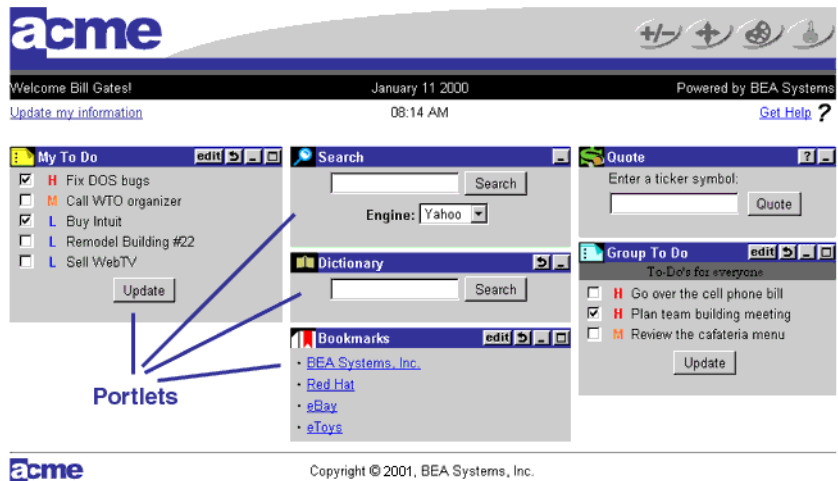 acme
+/-
Welcome Bill Gates! January 11 2000 Powered by BEA Systems
Update my information 08:14 AM Get Help ?
My To Do edit
H Fix DOS bugs
M Call WTO organizer
L Buy Intuit
L Remodel Building #22
L Sell WebTV
Update
Portlets
Search
Search
Engine: Yahoo
Dictionary
Search
Bookmarks edit
· BEA Systems, Inc.
· Red Hat
· eBay
· eToys
Quote ?
Enter a ticker symbol:
Quote
Group To Do edit
To-Do's for everyone
H Go over the cell phone bill
H Plan team building meeting
M Review the cafateria menu
Update
acme Copyright © 2001, BEA Systems, Inc.